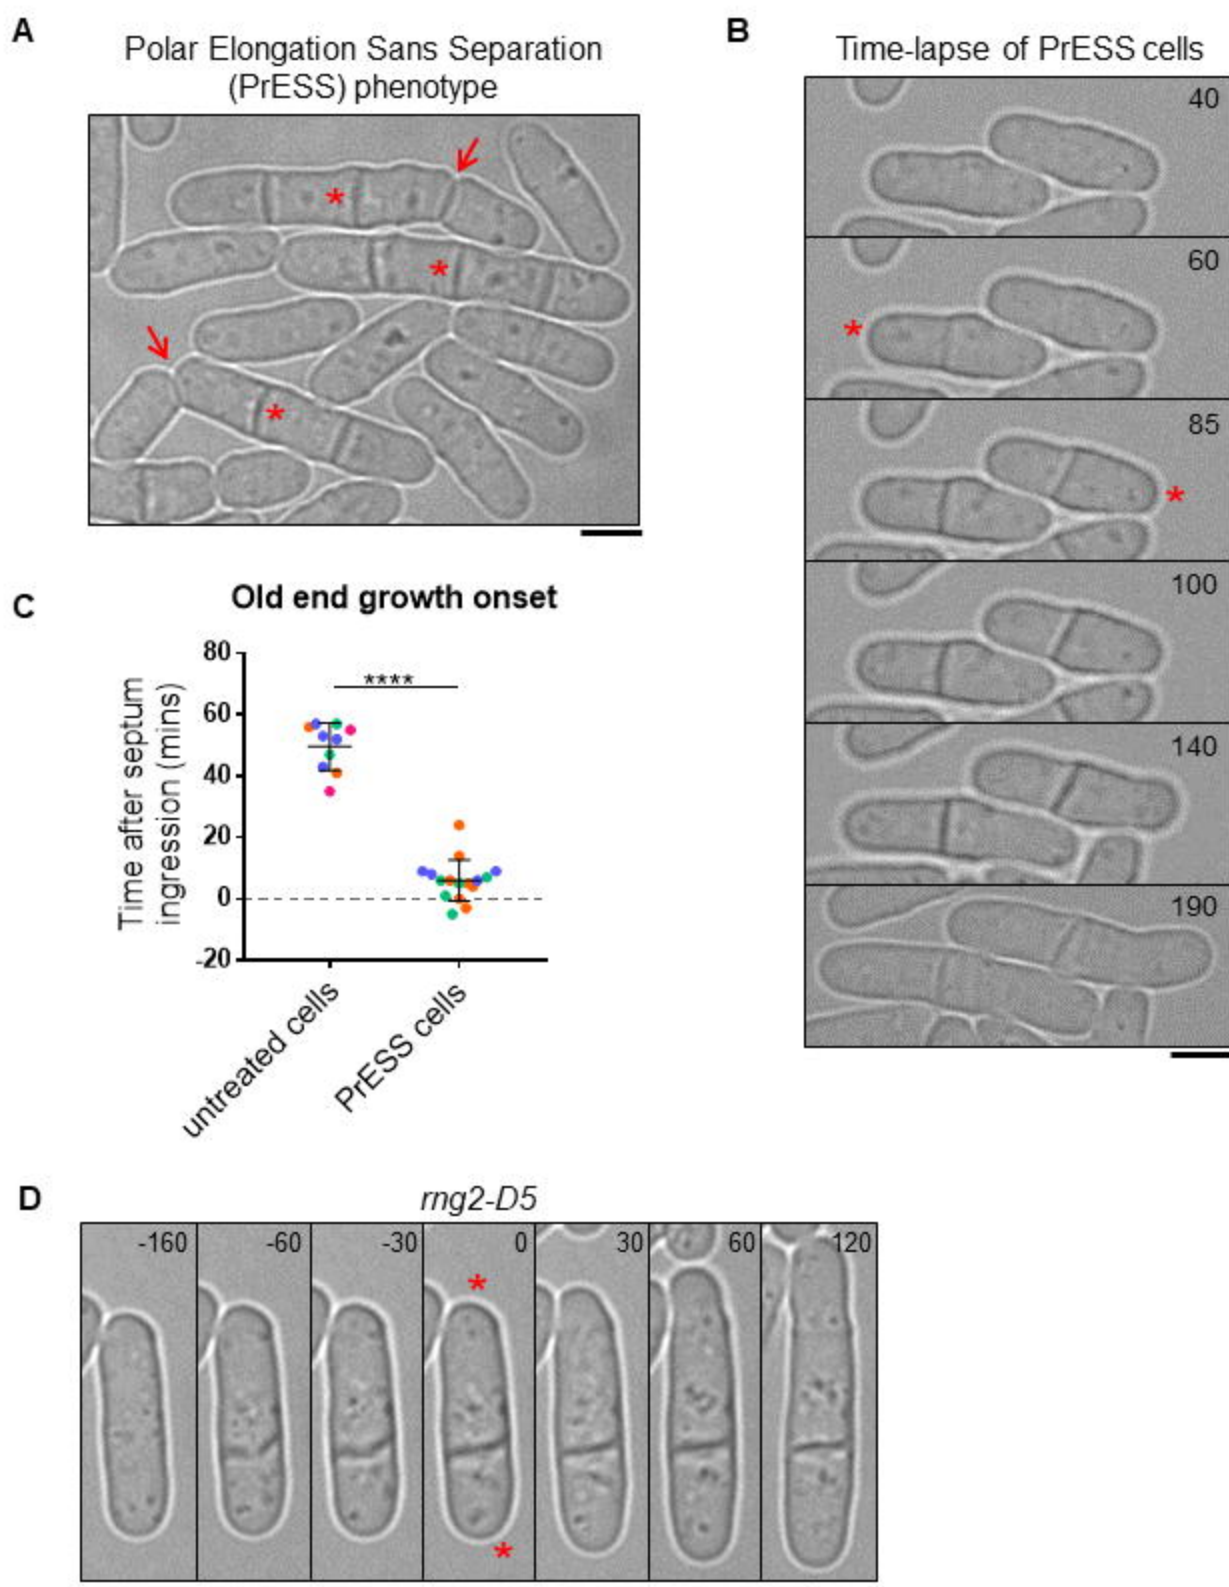 A
Polar Elongation Sans Separation
(PrESS) phenotype
*
*
*
B
Time-lapse of PrESS cells
40
60
*
85
*
100
140
190
C
Old end growth onset
Time after septum
ingression (mins)
80
60
40
20
0
-20
****
untreated cells
PrESS cells
D
rng2-D5
-160
-60
-30
0
30
60
120
*
*